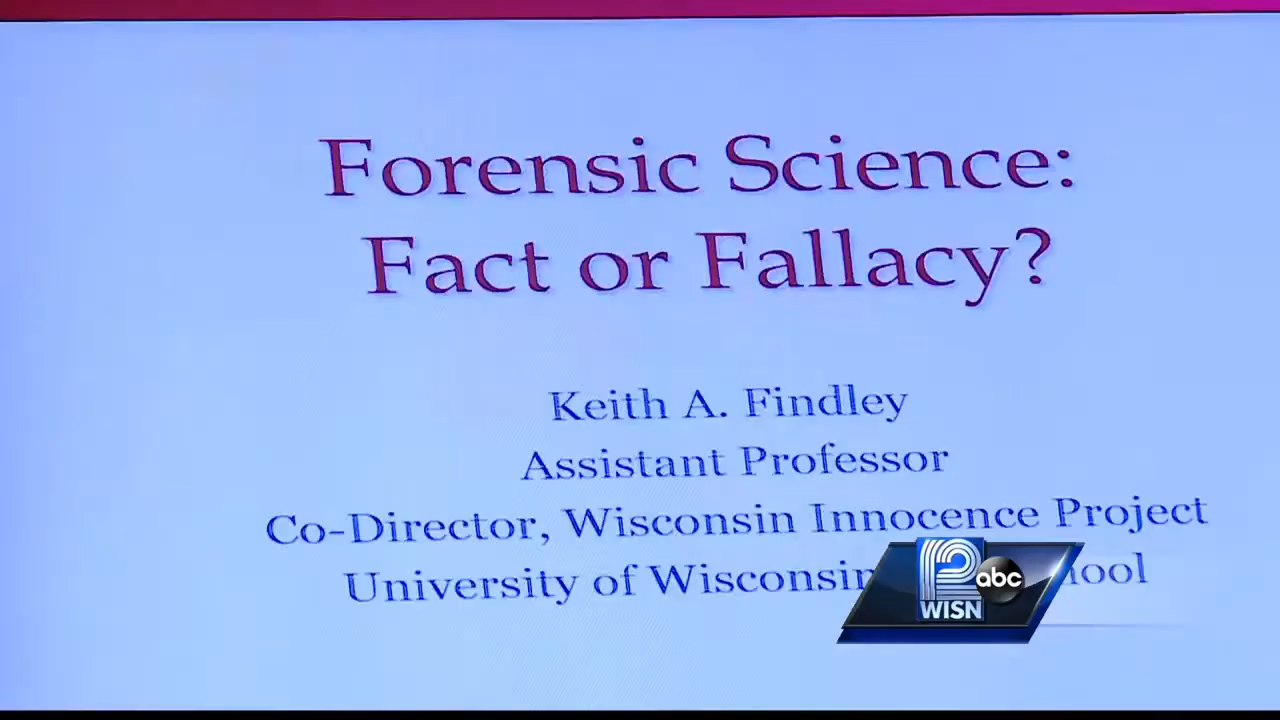 Forensic Science:
Fact or Fallacy?
Keith A. Findley
Assistant Professor
Co-Director, Wisconsin Innocence Project
University of Wisconsin
12
abc
WISN